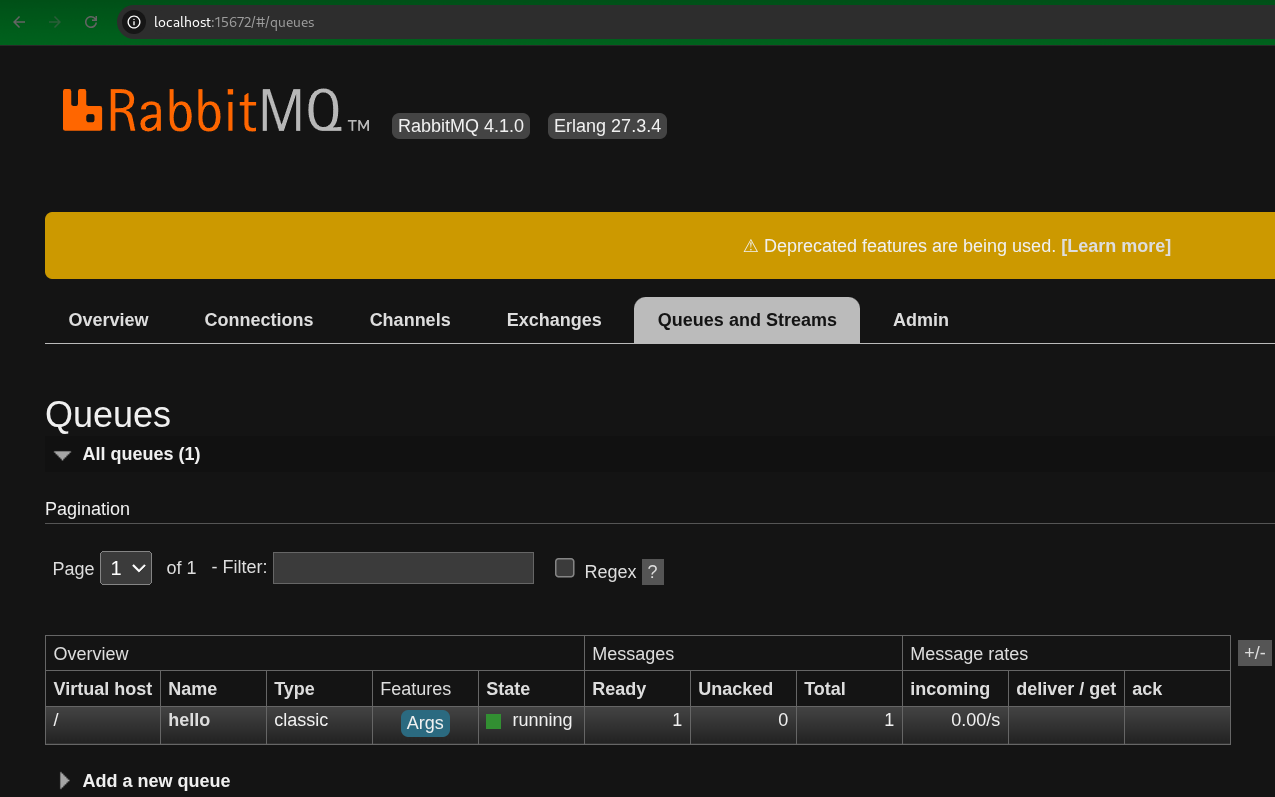 localhost:15672/#/queues
RabbitMQ TM RabbitMQ 4.1.0 Erlang 27.3.4
⚠ Deprecated features are being used. [Learn more]
Overview Connections Channels Exchanges Queues and Streams Admin
Queues
All queues (1)
Pagination
Page 1 of 1 - Filter: Regex ?
Overview Messages Message rates +/-
Virtual host Name Type Features State Ready Unacked Total incoming deliver / get ack
/ hello classic Args running 1 0 1 0.00/s
Add a new queue